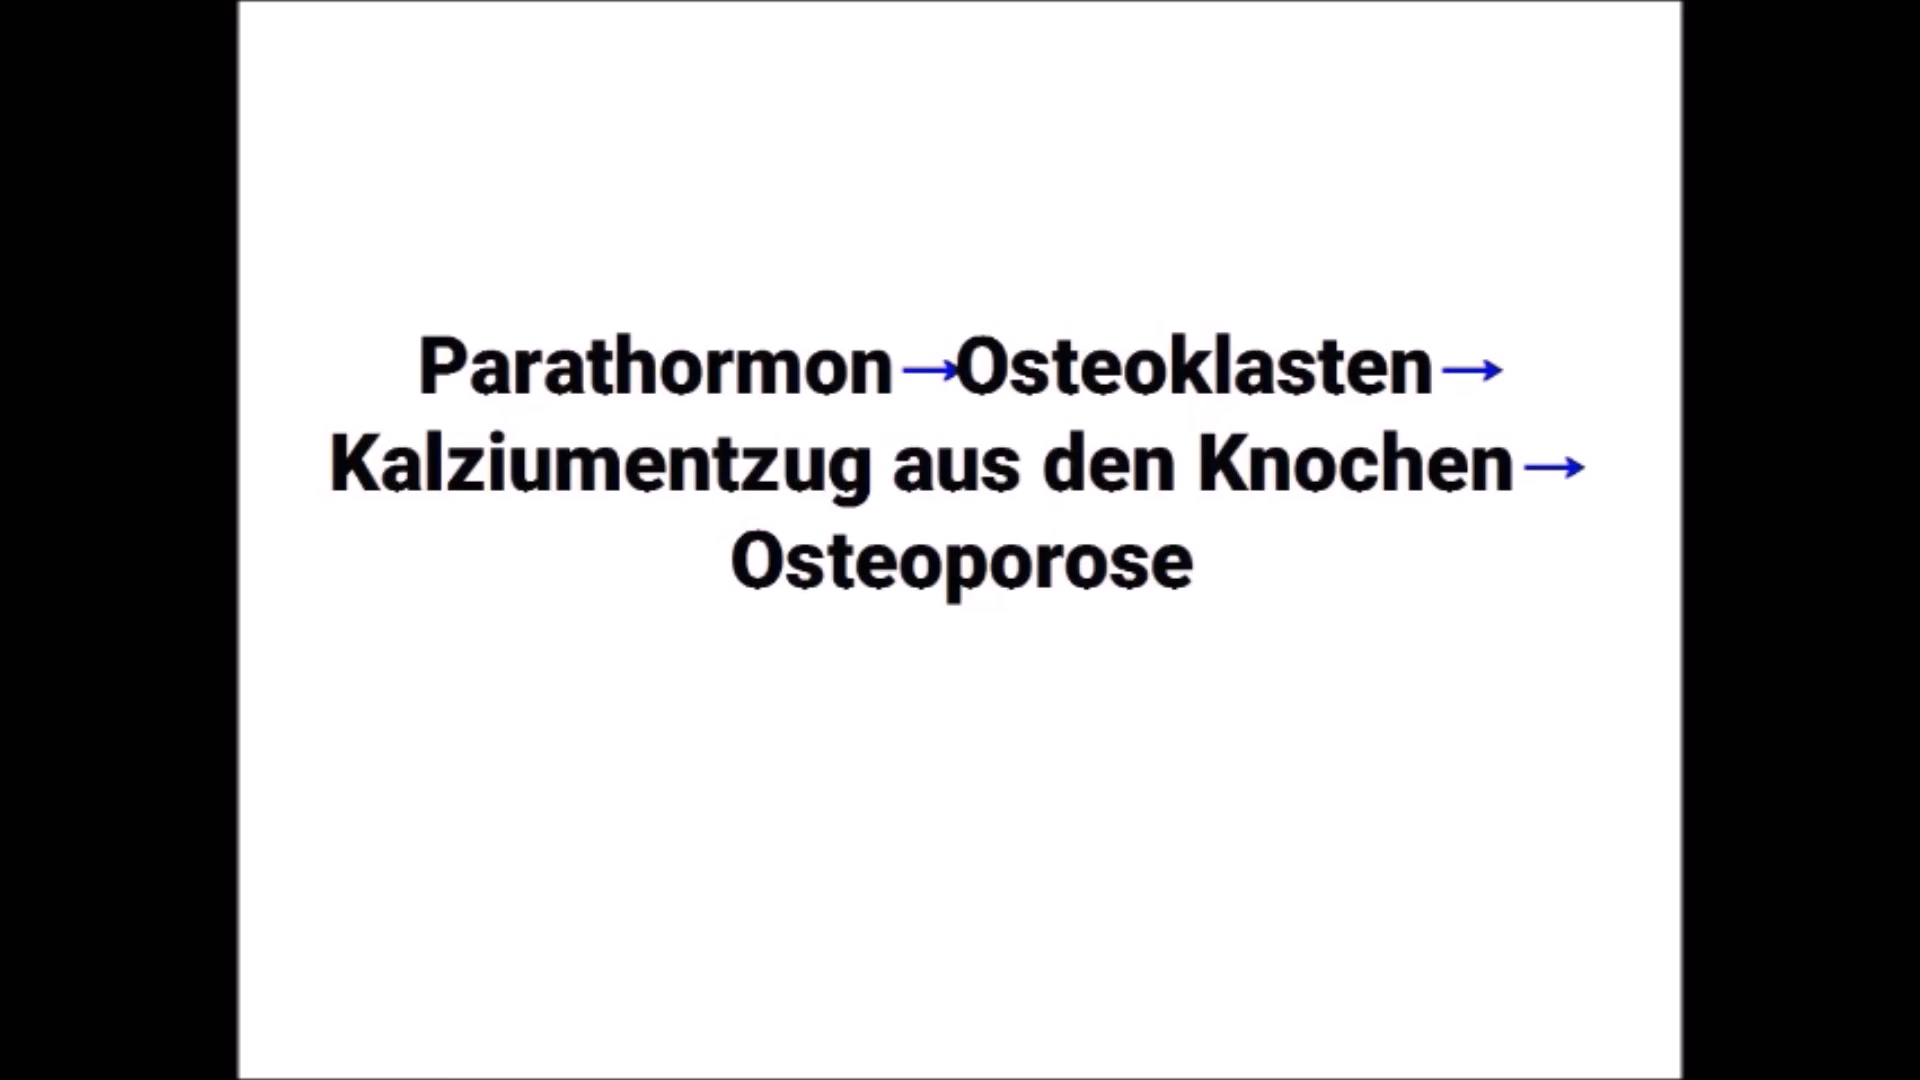 Parathormon→Osteoklasten→
Kalziumentzug aus den Knochen→
Osteoporose